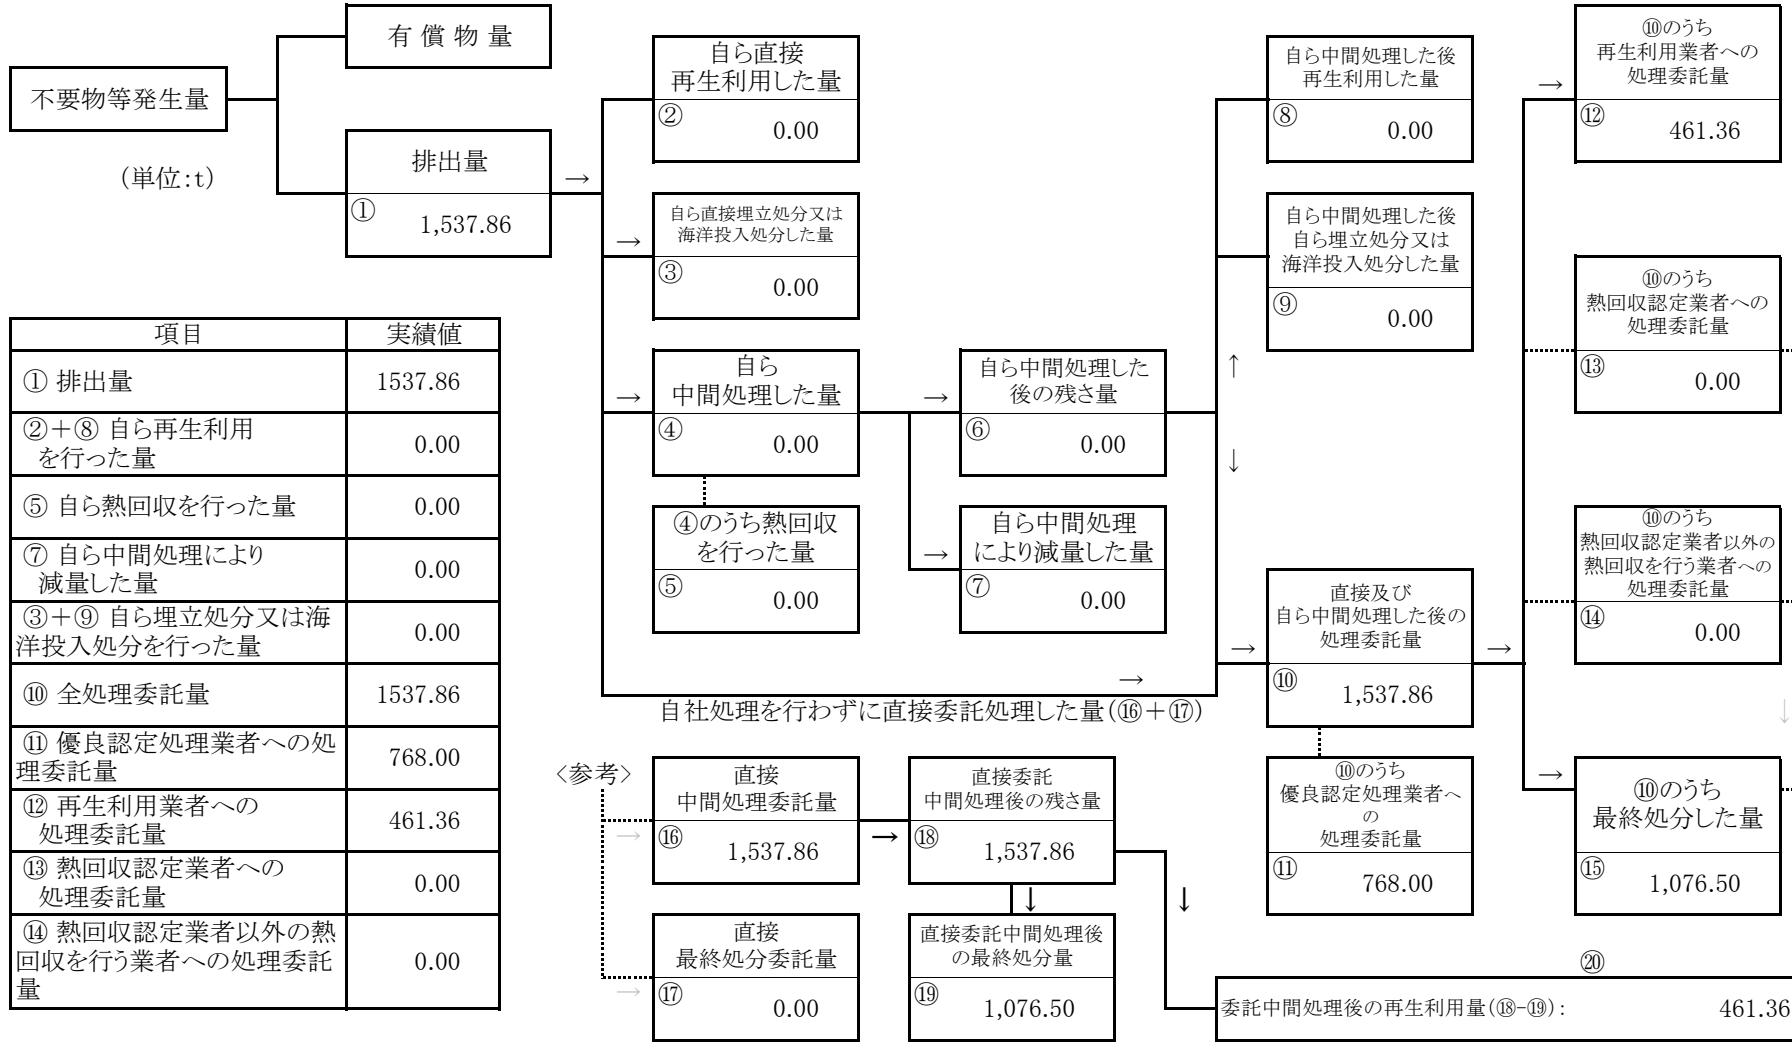 不要物等発生量
(単位:t)
有 償 物 量
排出量
① 1,537.86
→
自ら直接
再生利用した量
② 0.00
→
自ら直接埋立処分又は
海洋投入処分した量
③ 0.00
→
自ら
中間処理した量
④ 0.00
④のうち熱回収
を行った量
⑤ 0.00
→
自ら中間処理した
後の残さ量
⑥ 0.00
→
自ら中間処理
により減量した量
⑦ 0.00
↑
↓
自ら中間処理した後
再生利用した量
⑧ 0.00
自ら中間処理した後
自ら埋立処分又は
海洋投入処分した量
⑨ 0.00
→
自社処理を行わずに直接委託処理した量(⑯+⑰)
→
直接及び
自ら中間処理した後の
処理委託量
⑩ 1,537.86
⑩のうち
優良認定処理業者へ
の
処理委託量
⑪ 768.00
→
→
⑩のうち
再生利用業者への
処理委託量
⑫ 461.36
⑩のうち
熱回収認定業者への
処理委託量
⑬ 0.00
⑩のうち
熱回収認定業者以外の
熱回収を行う業者への
処理委託量
⑭ 0.00
↓
→
⑩のうち
最終処分した量
⑮ 1,076.50
項目 実績値
① 排出量 1537.86
②+⑧ 自ら再生利用
を行った量 0.00
⑤ 自ら熱回収を行った量 0.00
⑦ 自ら中間処理により
減量した量 0.00
③+⑨ 自ら埋立処分又は海
洋投入処分を行った量 0.00
⑩ 全処理委託量 1537.86
⑪ 優良認定処理業者への処
理委託量 768.00
⑫ 再生利用業者への
処理委託量 461.36
⑬ 熱回収認定業者への
処理委託量 0.00
⑭ 熱回収認定業者以外の熱
回収を行う業者への処理委託
量 0.00
<参考>
→
直接
中間処理委託量
⑯ 1,537.86
→
直接
最終処分委託量
⑰ 0.00
→
直接委託
中間処理後の残さ量
⑱ 1,537.86
↓
直接委託中間処理後
の最終処分量
⑲ 1,076.50
↓
⑳
委託中間処理後の再生利用量(⑱-⑲): 461.36